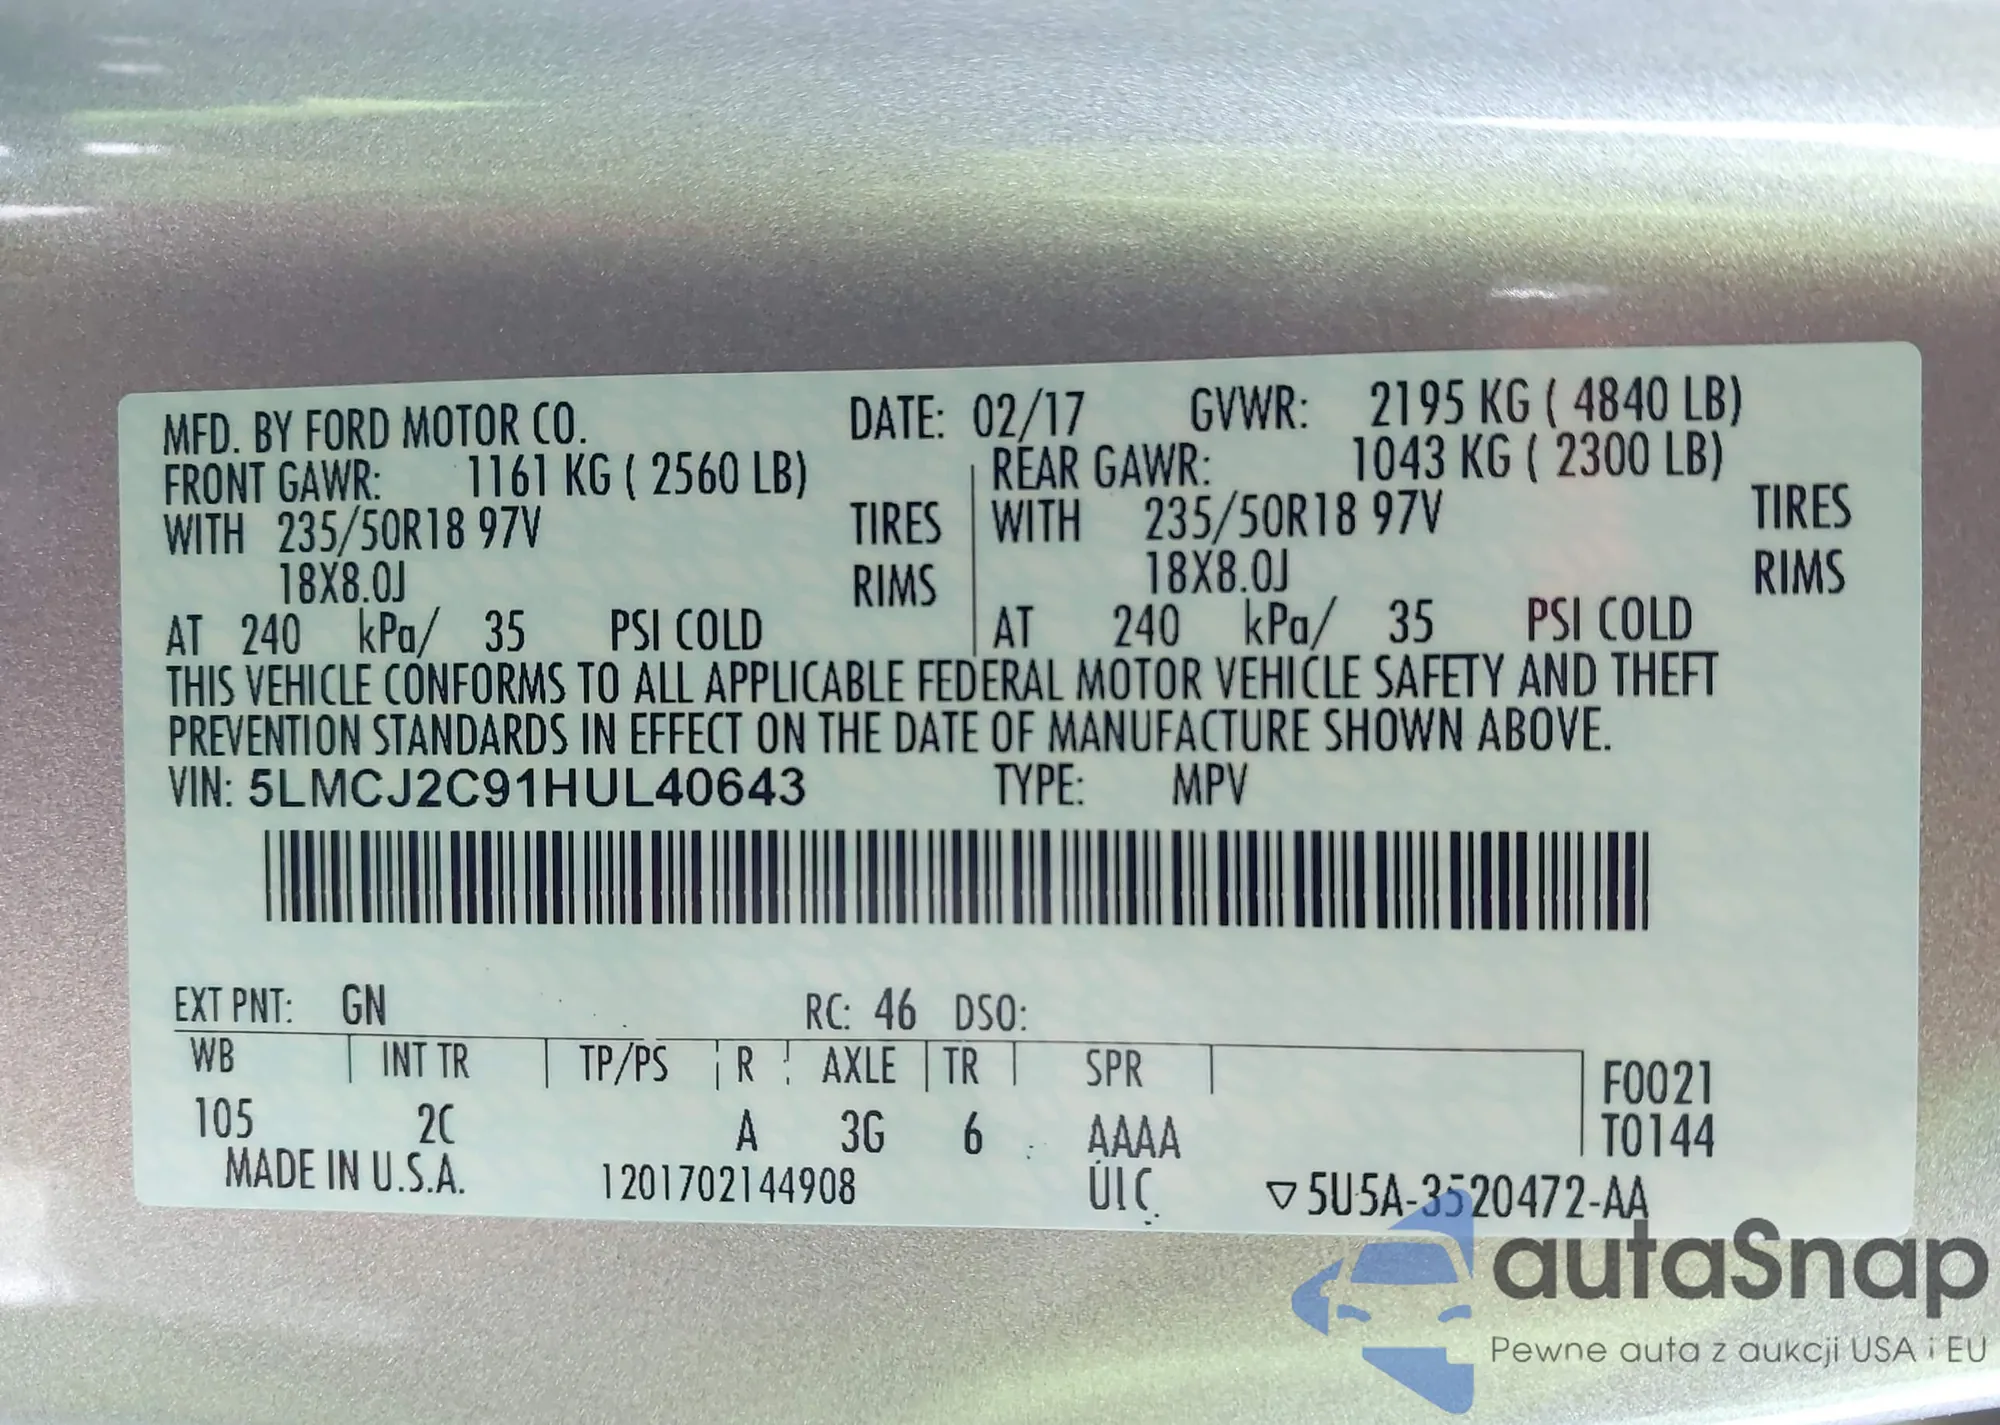 MFD. BY FORD MOTOR CO. DATE: 02/17 GVWR: 2195 KG ( 4840 LB)
FRONT GAWR: 1161 KG ( 2560 LB) REAR GAWR: 1043 KG ( 2300 LB)
WITH 235/50R18 97V TIRES WITH 235/50R18 97V TIRES
18X8.0J RIMS 18X8.0J RIMS
AT 240 kPa/ 35 PSI COLD AT 240 kPa/ 35 PSI COLD
THIS VEHICLE CONFORMS TO ALL APPLICABLE FEDERAL MOTOR VEHICLE SAFETY AND THEFT
PREVENTION STANDARDS IN EFFECT ON THE DATE OF MANUFACTURE SHOWN ABOVE.
VIN: 5LMCJ2C91HUL40643 TYPE: MPV
EXT PNT: GN RC: 46 DSO:
WB INT TR TP/PS R AXLE TR SPR F0021
105 2C A 3G 6 AAAA T0144
MADE IN U.S.A. 1201702144908 UIC ▽5U5A-3520472-AA
autaSnap
Pewne auta z aukcji USA i EU